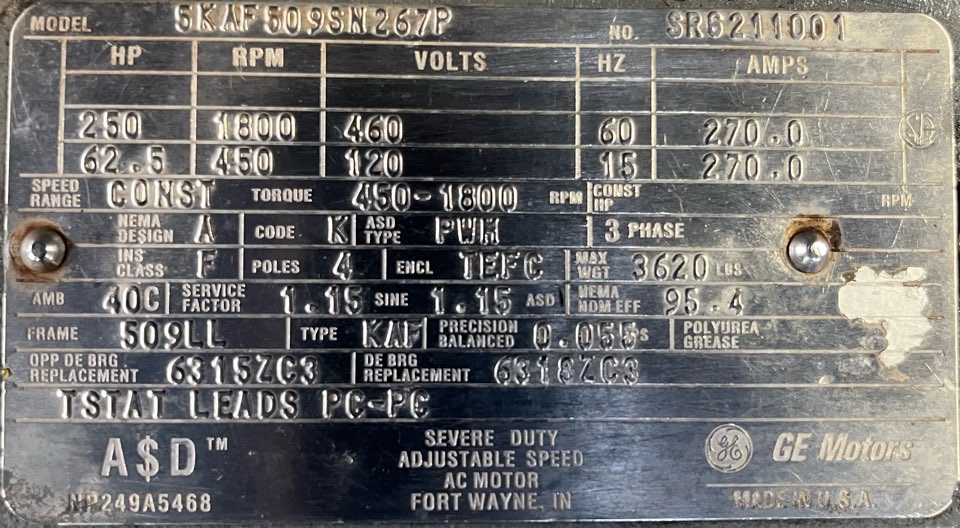 MODEL 5KAF509SN267P NO. SR6211001
HP RPM VOLTS HZ AMPS
250 1800 460 60 270.0
62.5 450 120 15 270.0
SPEED RANGE CONST TORQUE 450-1800 RPM CONST HP RPM
NEMA DESIGN A CODE K ASD TYPE PWM 3 PHASE
INS CLASS F POLES 4 ENCL TEFC MAX WGT 3620 LBS
AMB 40C SERVICE FACTOR 1.15 SINE 1.15 ASD NEMA NOM EFF 95.4
FRAME 509LL TYPE KAF PRECISION BALANCED 0.055 s POLYUREA GREASE
OPP DE BRG REPLACEMENT 6315ZC3 DE BRG REPLACEMENT 6318ZC3
TSTAT LEADS PC-PC
A$D™ SEVERE DUTY
ADJUSTABLE SPEED
AC MOTOR
FORT WAYNE, IN
GE GE Motors
NP249A5468 MADE IN U.S.A.